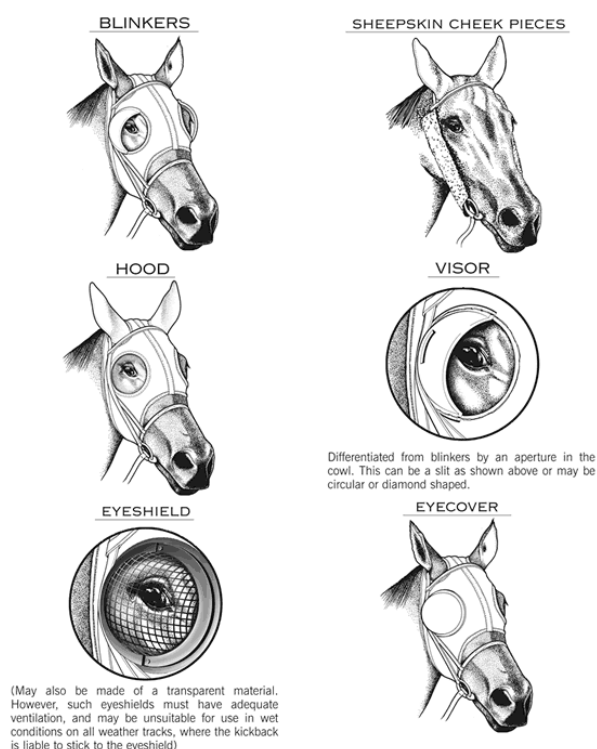 BLINKERS
SHEEPSKIN CHEEK PIECES
HOOD
VISOR
Differentiated from blinkers by an aperture in the
cowl. This can be a slit as shown above or may be
circular or diamond shaped.
EYESHIELD
(May also be made of a transparent material.
However, such eyeshields must have adequate
ventilation, and may be unsuitable for use in wet
conditions on all weather tracks, where the kickback
is liable to stick to the eyeshield)
EYECOVER